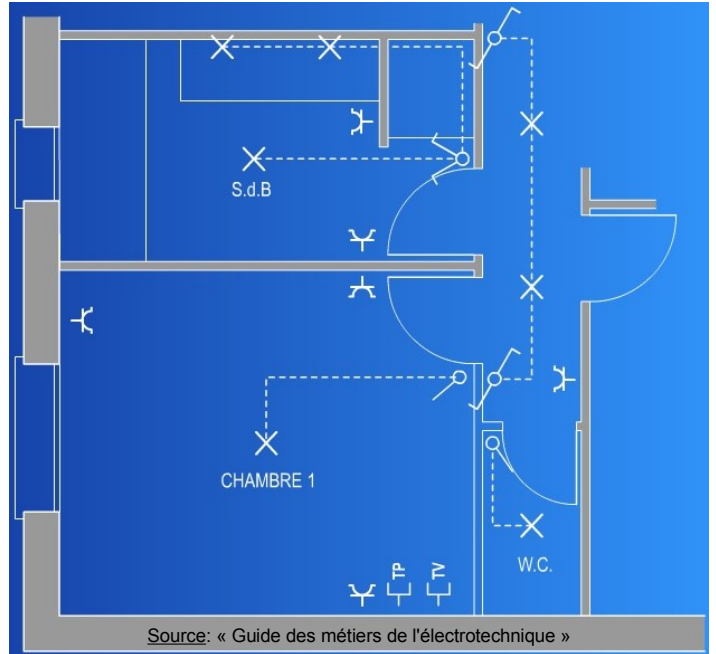 S.d.B
CHAMBRE 1
TP
TV
W.C.
Source: « Guide des métiers de l'électrotechnique »